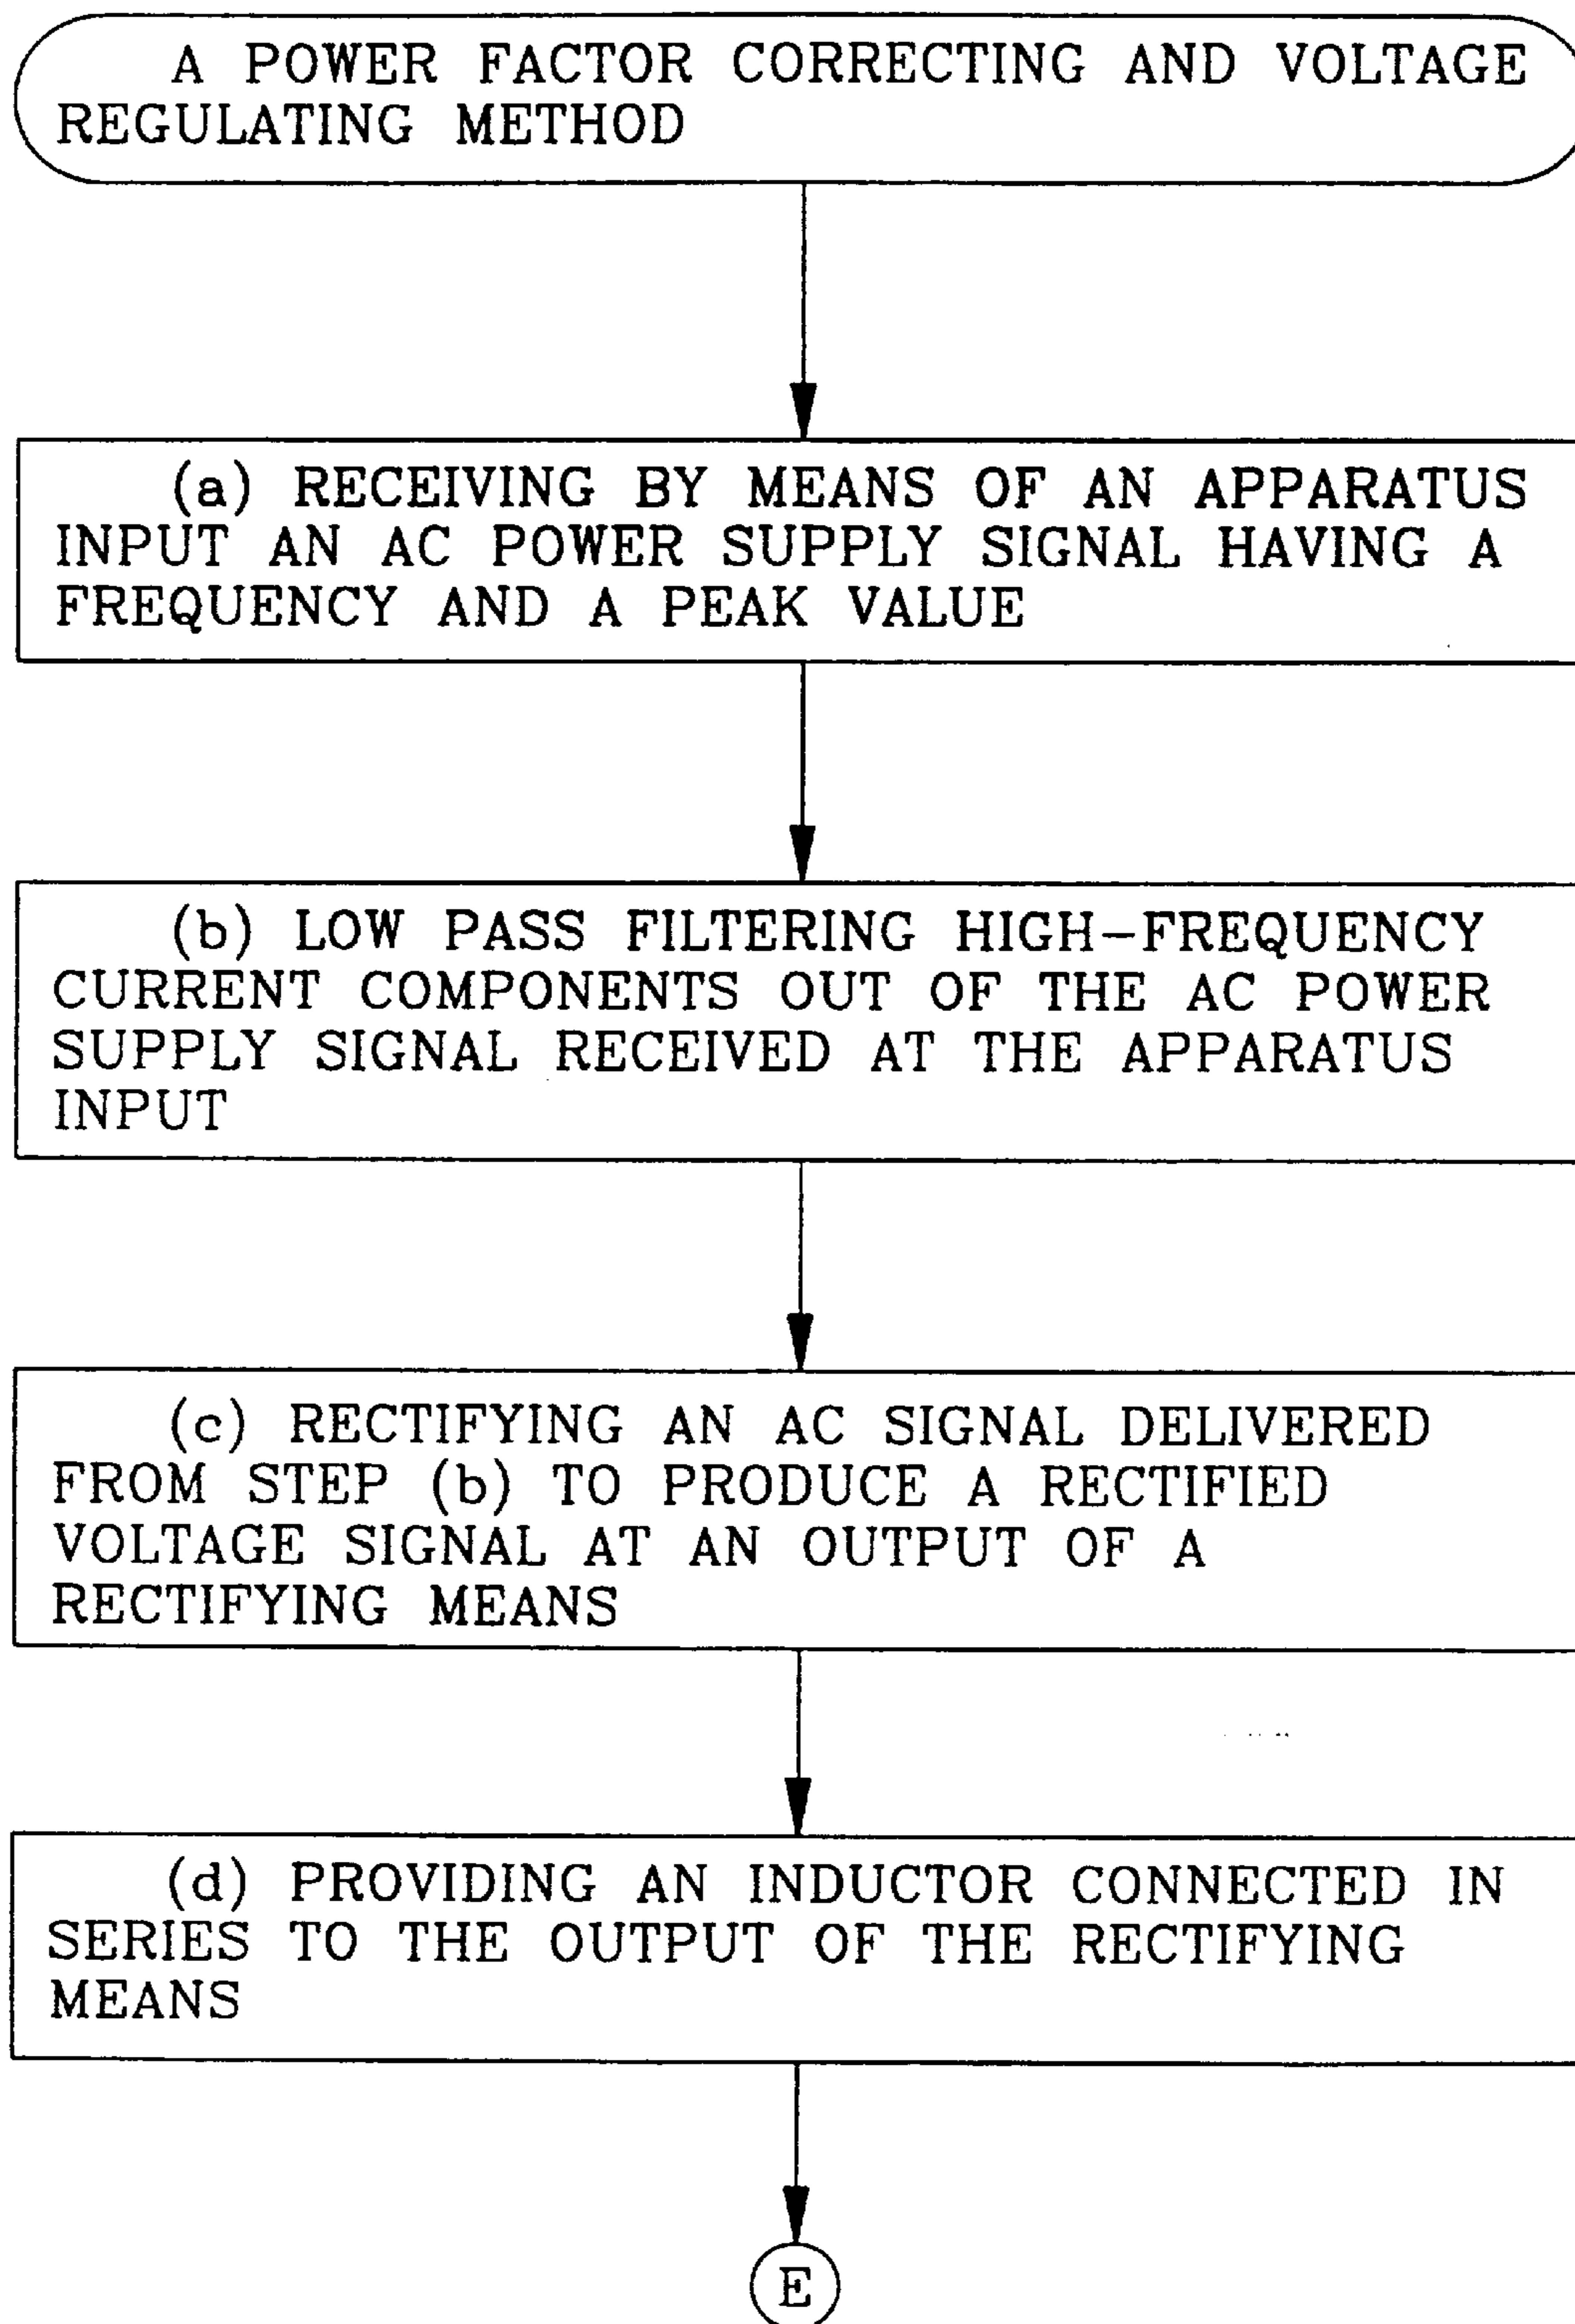 A POWER FACTOR CORRECTING AND VOLTAGE
REGULATING METHOD
(a) RECEIVING BY MEANS OF AN APPARATUS
INPUT AN AC POWER SUPPLY SIGNAL HAVING A
FREQUENCY AND A PEAK VALUE
(b) LOW PASS FILTERING HIGH-FREQUENCY
CURRENT COMPONENTS OUT OF THE AC POWER
SUPPLY SIGNAL RECEIVED AT THE APPARATUS
INPUT
(c) RECTIFYING AN AC SIGNAL DELIVERED
FROM STEP (b) TO PRODUCE A RECTIFIED
VOLTAGE SIGNAL AT AN OUTPUT OF A
RECTIFYING MEANS
(d) PROVIDING AN INDUCTOR CONNECTED IN
SERIES TO THE OUTPUT OF THE RECTIFYING
MEANS
E